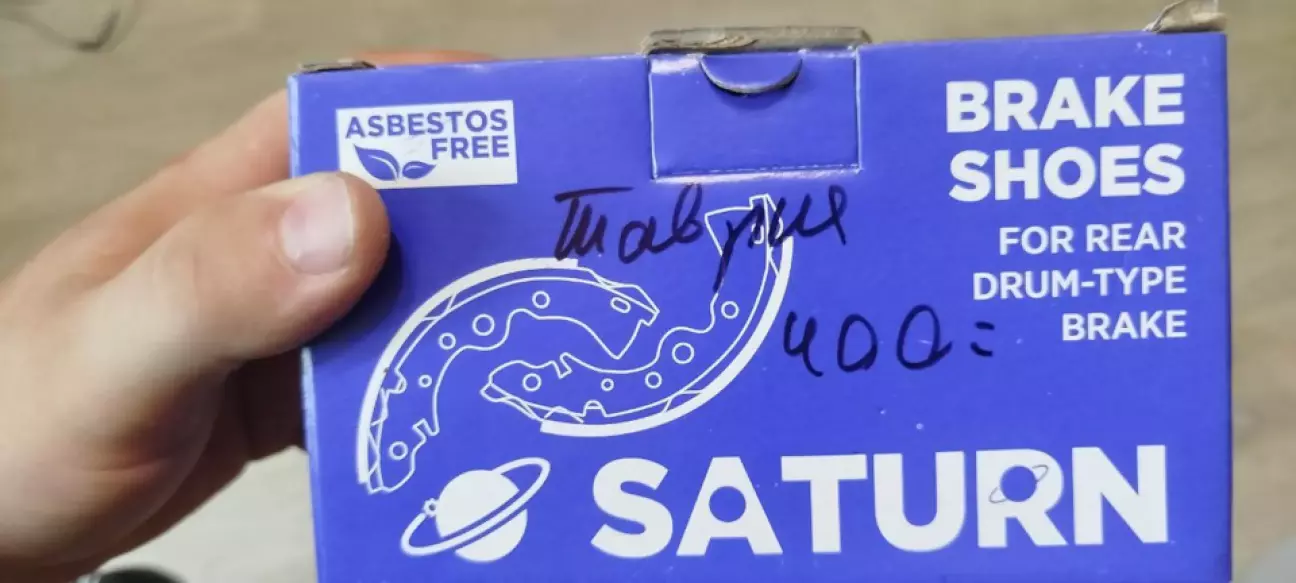 ASBESTOS
FREE
BRAKE
SHOES
FOR REAR
DRUM-TYPE
BRAKE
Таврия
400=
SATURN